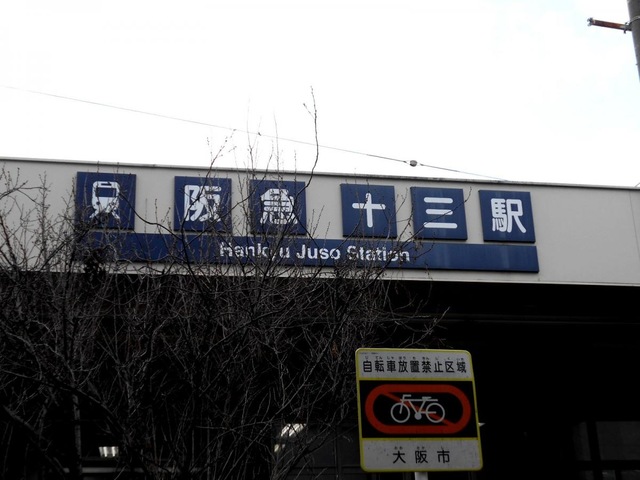 阪急十三駅
Hankyu Juso Station
自転車放置禁止区域
大阪市